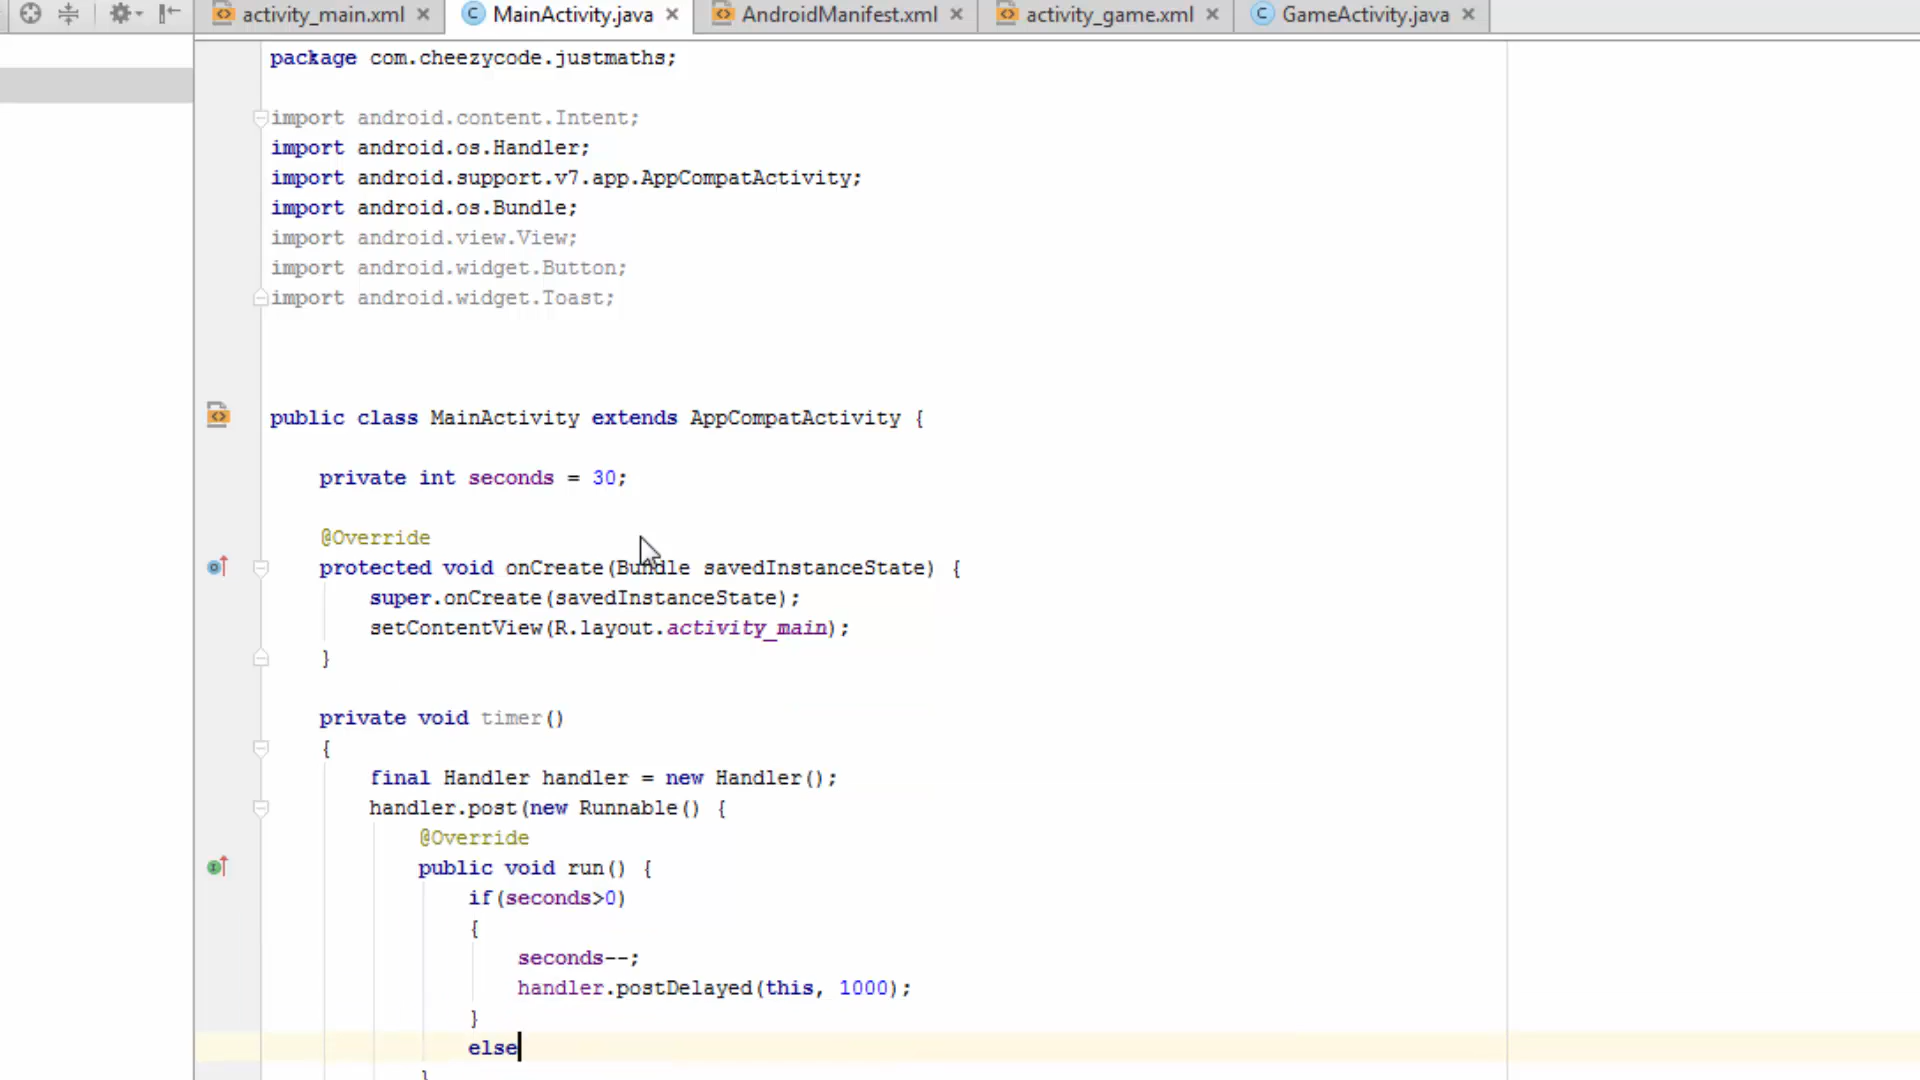 activity_main.xml MainActivity.java AndroidManifest.xml activity_game.xml GameActivity.java
package com.cheezycode.justmaths;
import android.content.Intent;
import android.os.Handler;
import android.support.v7.app.AppCompatActivity;
import android.os.Bundle;
import android.view.View;
import android.widget.Button;
import android.widget.Toast;
public class MainActivity extends AppCompatActivity {
private int seconds = 30;
@Override
protected void onCreate(Bundle savedInstanceState) {
super.onCreate(savedInstanceState);
setContentView(R.layout.activity_main);
}
private void timer()
{
final Handler handler = new Handler();
handler.post(new Runnable() {
@Override
public void run() {
if(seconds>0)
{
seconds--;
handler.postDelayed(this, 1000);
}
else
}